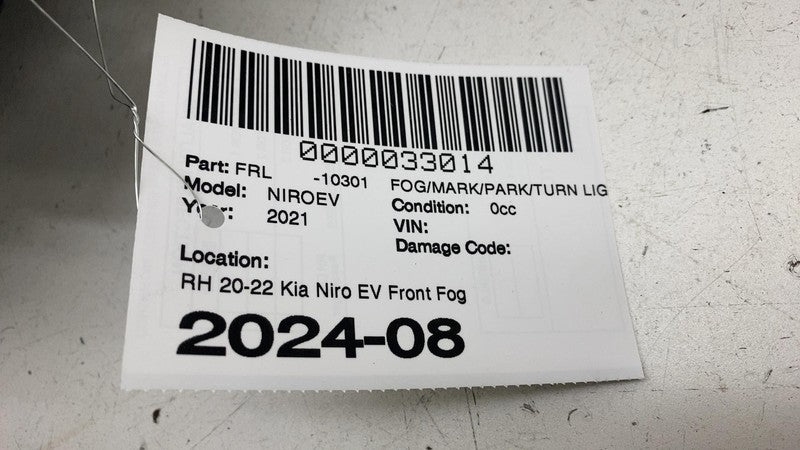 0000033014
Part: FRL -10301 FOG/MARK/PARK/TURN LIG
Model: NIROEV Condition: 0cc
Year: 2021 VIN:
Damage Code:
Location:
RH 20-22 Kia Niro EV Front Fog
2024-08